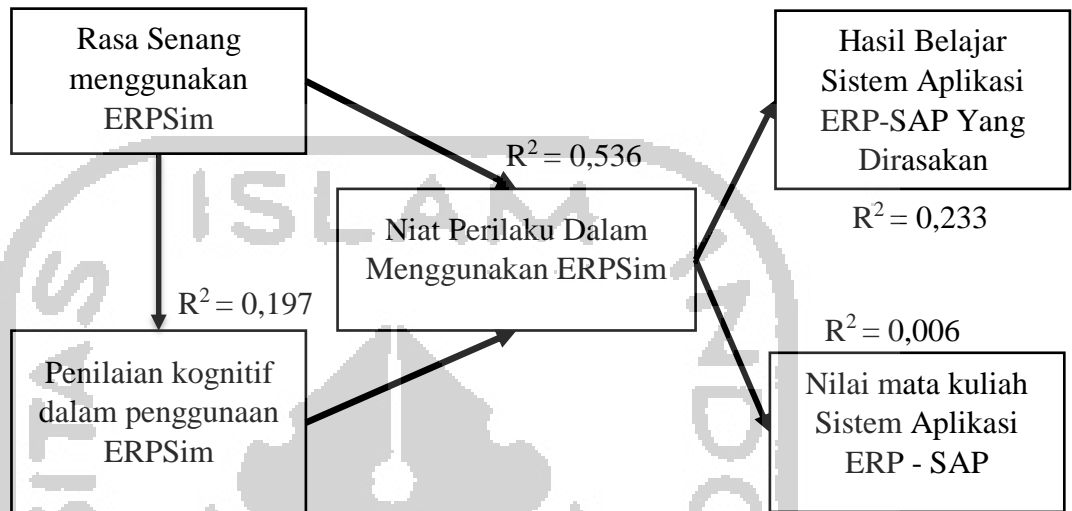 Rasa Senang
menggunakan
ERPSim
Hasil Belajar
Sistem Aplikasi
ERP-SAP Yang
Dirasakan
R² = 0,536
ISLAM
Niat Perilaku Dalam
Menggunakan ERPSim
R² = 0,233
R² = 0,197
R² = 0,006
Penilaian kognitif
dalam penggunaan
ERPSim
Nilai mata kuliah
Sistem Aplikasi
ERP - SAP